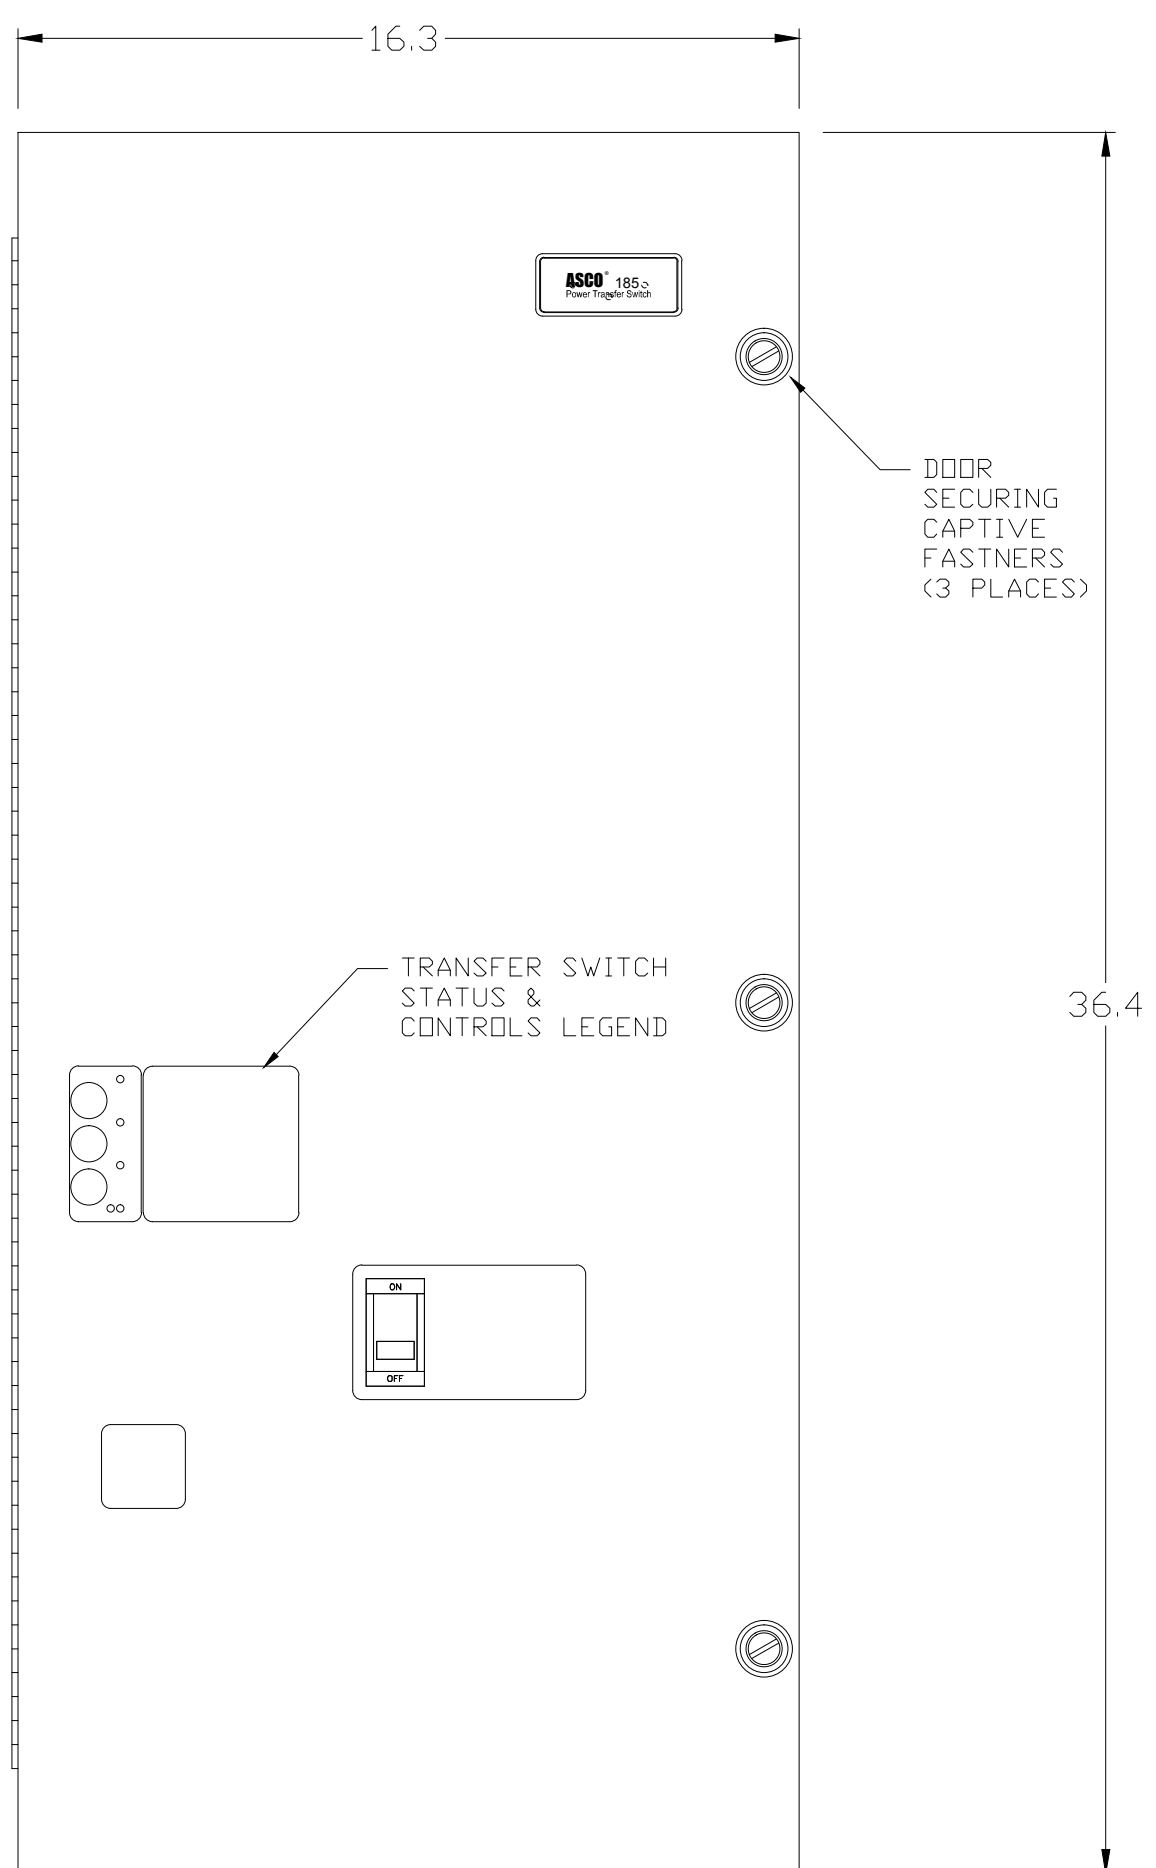 16.3
ASCO® 185
Power Transfer Switch
DOOR
SECURING
CAPTIVE
FASTNERS
(3 PLACES)
TRANSFER SWITCH
STATUS &
CONTROLS LEGEND
36.4
ON
OFF